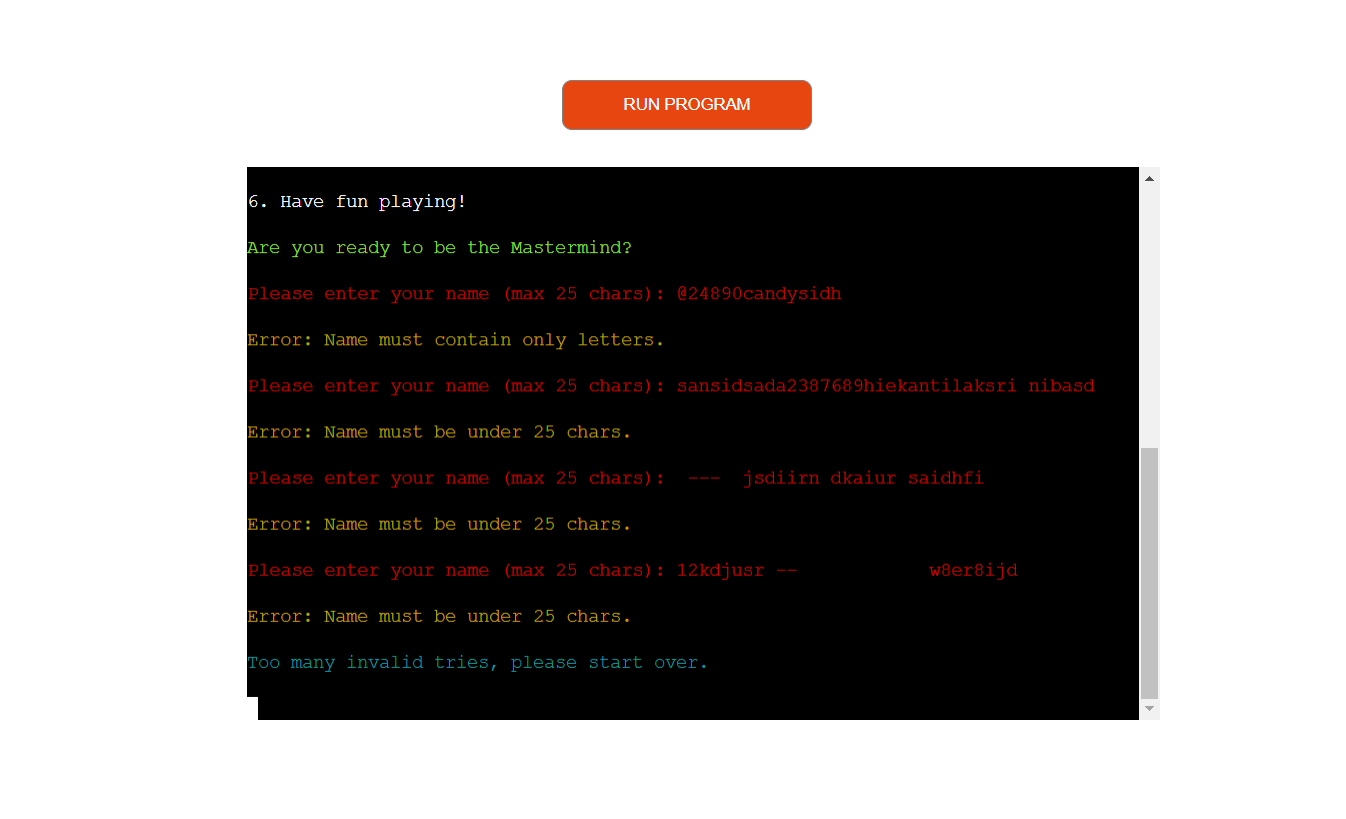 RUN PROGRAM
6. Have fun playing!
Are you ready to be the Mastermind?
Please enter your name (max 25 chars): @24890candysidh
Error: Name must contain only letters.
Please enter your name (max 25 chars): sansidsada2387689hiekantilaksri nibasd
Error: Name must be under 25 chars.
Please enter your name (max 25 chars):  ---  jsdiirn dkaiur saidhfi
Error: Name must be under 25 chars.
Please enter your name (max 25 chars): 12kdjusr --            w8er8ijd
Error: Name must be under 25 chars.
Too many invalid tries, please start over.